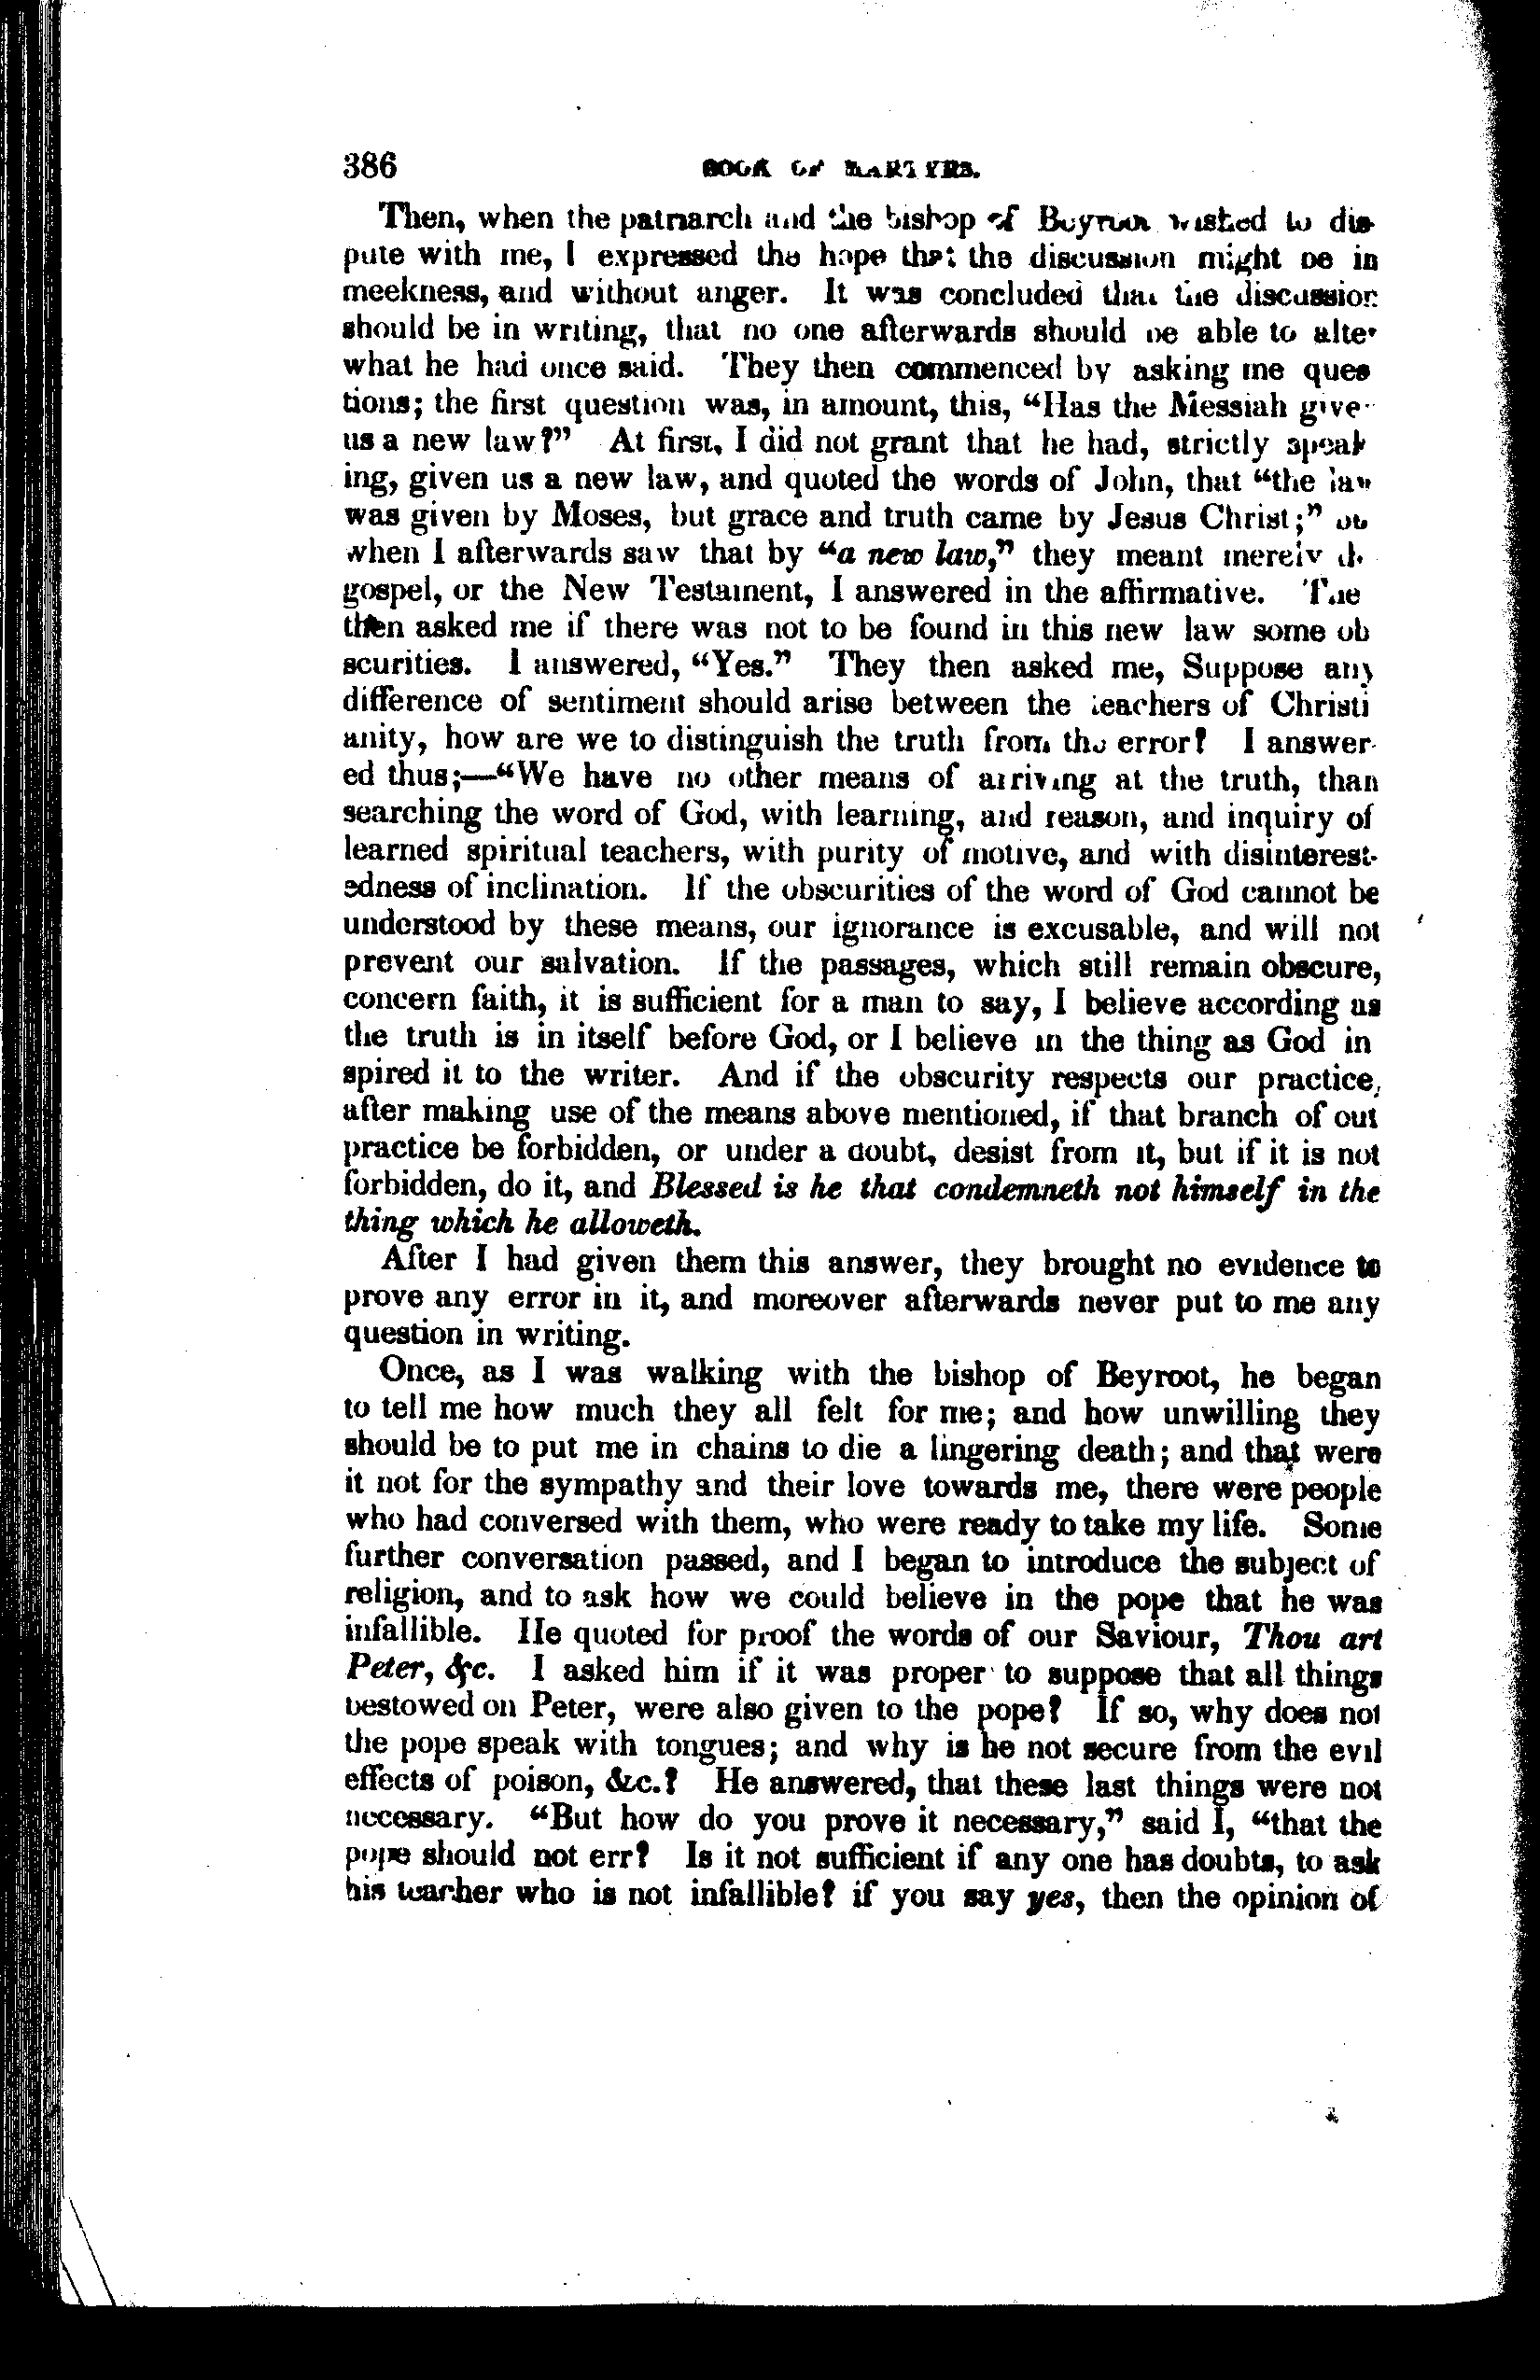 386 BOOK OF MARTYRS.
Then, when the patriarch and the bishop of Beyroot wished to dis-
pute with me, I expressed the hope that the discussion might be in
meekness, and without anger. It was concluded that the discussion
should be in writing, that no one afterwards should be able to alter
what he had once said. They then commenced by asking me ques
tions; the first question was, in amount, this, "Has the Messiah give
us a new law?" At first, I did not grant that he had, strictly speak
ing, given us a new law, and quoted the words of John, that "the law
was given by Moses, but grace and truth came by Jesus Christ;"
when I afterwards saw that by "a new law," they meant merely
gospel, or the New Testament, I answered in the affirmative.
then asked me if there was not to be found in this new law some ob
scurities. I answered, "Yes." They then asked me, Suppose any
difference of sentiment should arise between the teachers of Christi
anity, how are we to distinguish the truth from the error? I answer-
ed thus;—"We have no other means of arriving at the truth, than
searching the word of God, with learning, and reason, and inquiry of
learned spiritual teachers, with purity of motive, and with disinterest-
edness of inclination. If the obscurities of the word of God cannot be
understood by these means, our ignorance is excusable, and will not
prevent our salvation. If the passages, which still remain obscure,
concern faith, it is sufficient for a man to say, I believe according as
the truth is in itself before God, or I believe in the thing as God in
spired it to the writer. And if the obscurity respects our practice,
after making use of the means above mentioned, if that branch of our
practice be forbidden, or under a doubt, desist from it, but if it is not
forbidden, do it, and Blessed is he that condemneth not himself in the
thing which he alloweth.
After I had given them this answer, they brought no evidence to
prove any error in it, and moreover afterwards never put to me any
question in writing.
Once, as I was walking with the bishop of Beyroot, he began
to tell me how much they all felt for me; and how unwilling they
should be to put me in chains to die a lingering death; and that were
it not for the sympathy and their love towards me, there were people
who had conversed with them, who were ready to take my life. Some
further conversation passed, and I began to introduce the subject of
religion, and to ask how we could believe in the pope that he was
infallible. He quoted for proof the words of our Saviour, Thou art
Peter, &c. I asked him if it was proper to suppose that all things
bestowed on Peter, were also given to the pope? If so, why does not
the pope speak with tongues; and why is he not secure from the evil
effects of poison, &c.? He answered, that these last things were not
necessary. "But how do you prove it necessary," said I, "that the
pope should not err? Is it not sufficient if any one has doubts, to ask
his teacher who is not infallible? if you say yes, then the opinion of